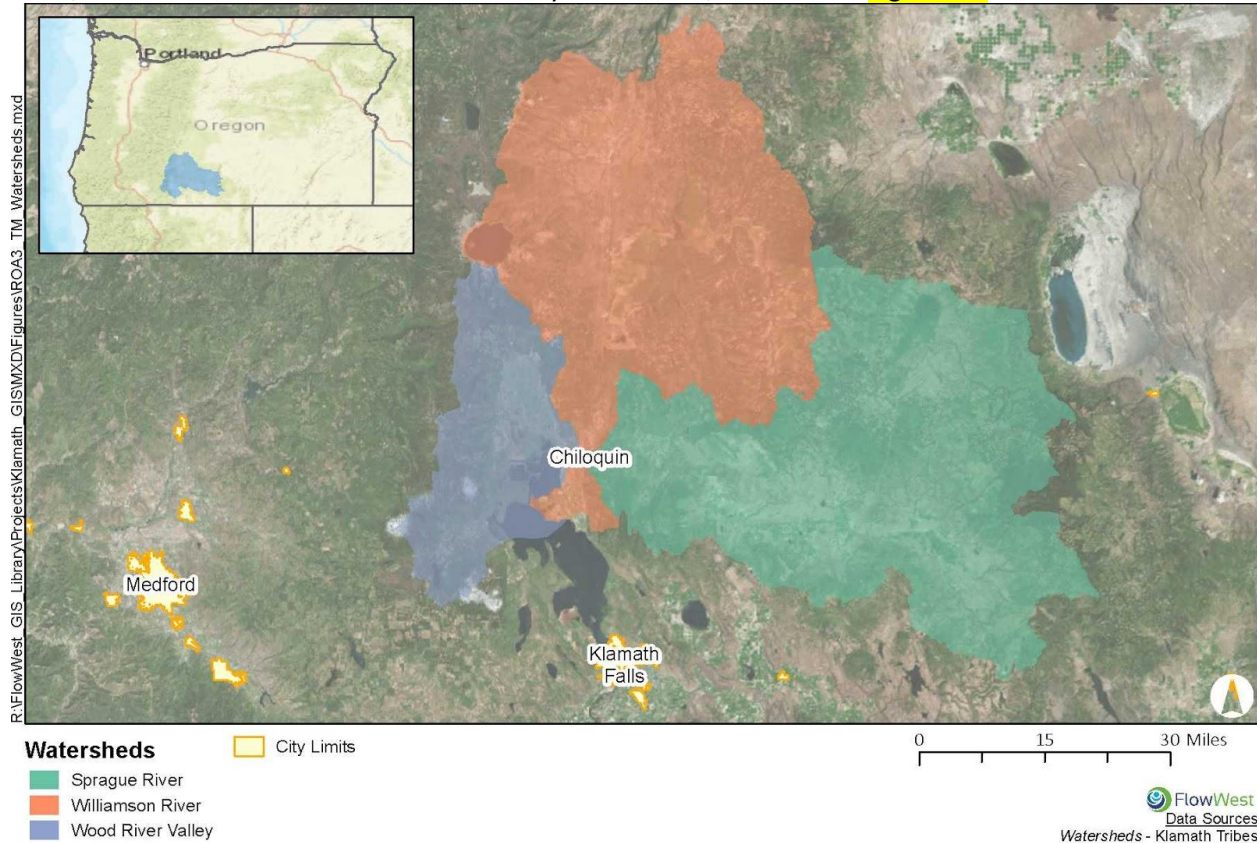 Portland
Oregon
R:\FlowWest_GIS_Library\Projects\Klamath_GIS\MXD\Figures\ROA3_TM_Watersheds.mxd
Chiloquin
Medford
Klamath
Falls
Watersheds
City Limits
Sprague River
Williamson River
Wood River Valley
0 15 30 Miles
FlowWest
Data Sources
Watersheds - Klamath Tribes